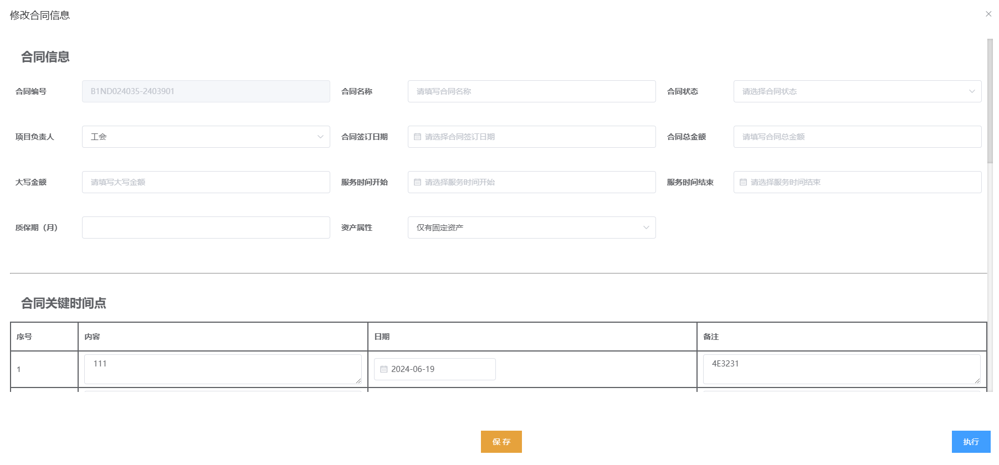 修改合同信息
合同信息
合同编号 B1ND024035-2403901 合同名称 请填写合同名称 合同状态 请选择合同状态
项目负责人 工会 合同签订日期 请选择合同签订日期 合同总金额 请填写合同总金额
大写金额 请填写大写金额 服务时间开始 请选择服务时间开始 服务时间结束 请选择服务时间结束
质保期（月） 资产属性 仅有固定资产
合同关键时间点
序号 内容 日期 备注
1 111 2024-06-19 4E3231
保 存 执行